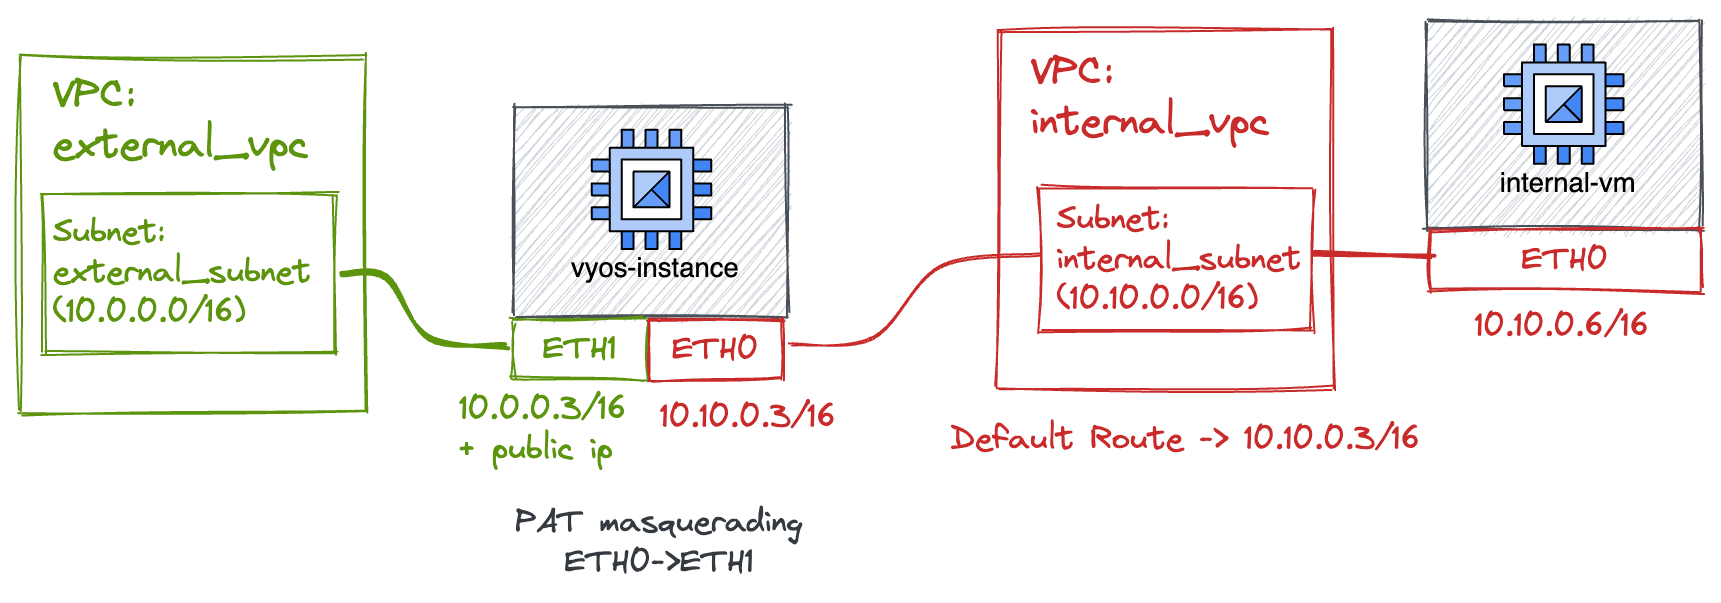 VPC:
external_vpc
Subnet:
external_subnet
(10.0.0.0/16)
vyos-instance
ETH1
ETH0
10.0.0.3/16
+ public ip
10.10.0.3/16
PAT masquerading
ETH0->ETH1
VPC:
internal_vpc
Subnet:
internal_subnet
(10.10.0.0/16)
Default Route -> 10.10.0.3/16
internal-vm
ETH0
10.10.0.6/16